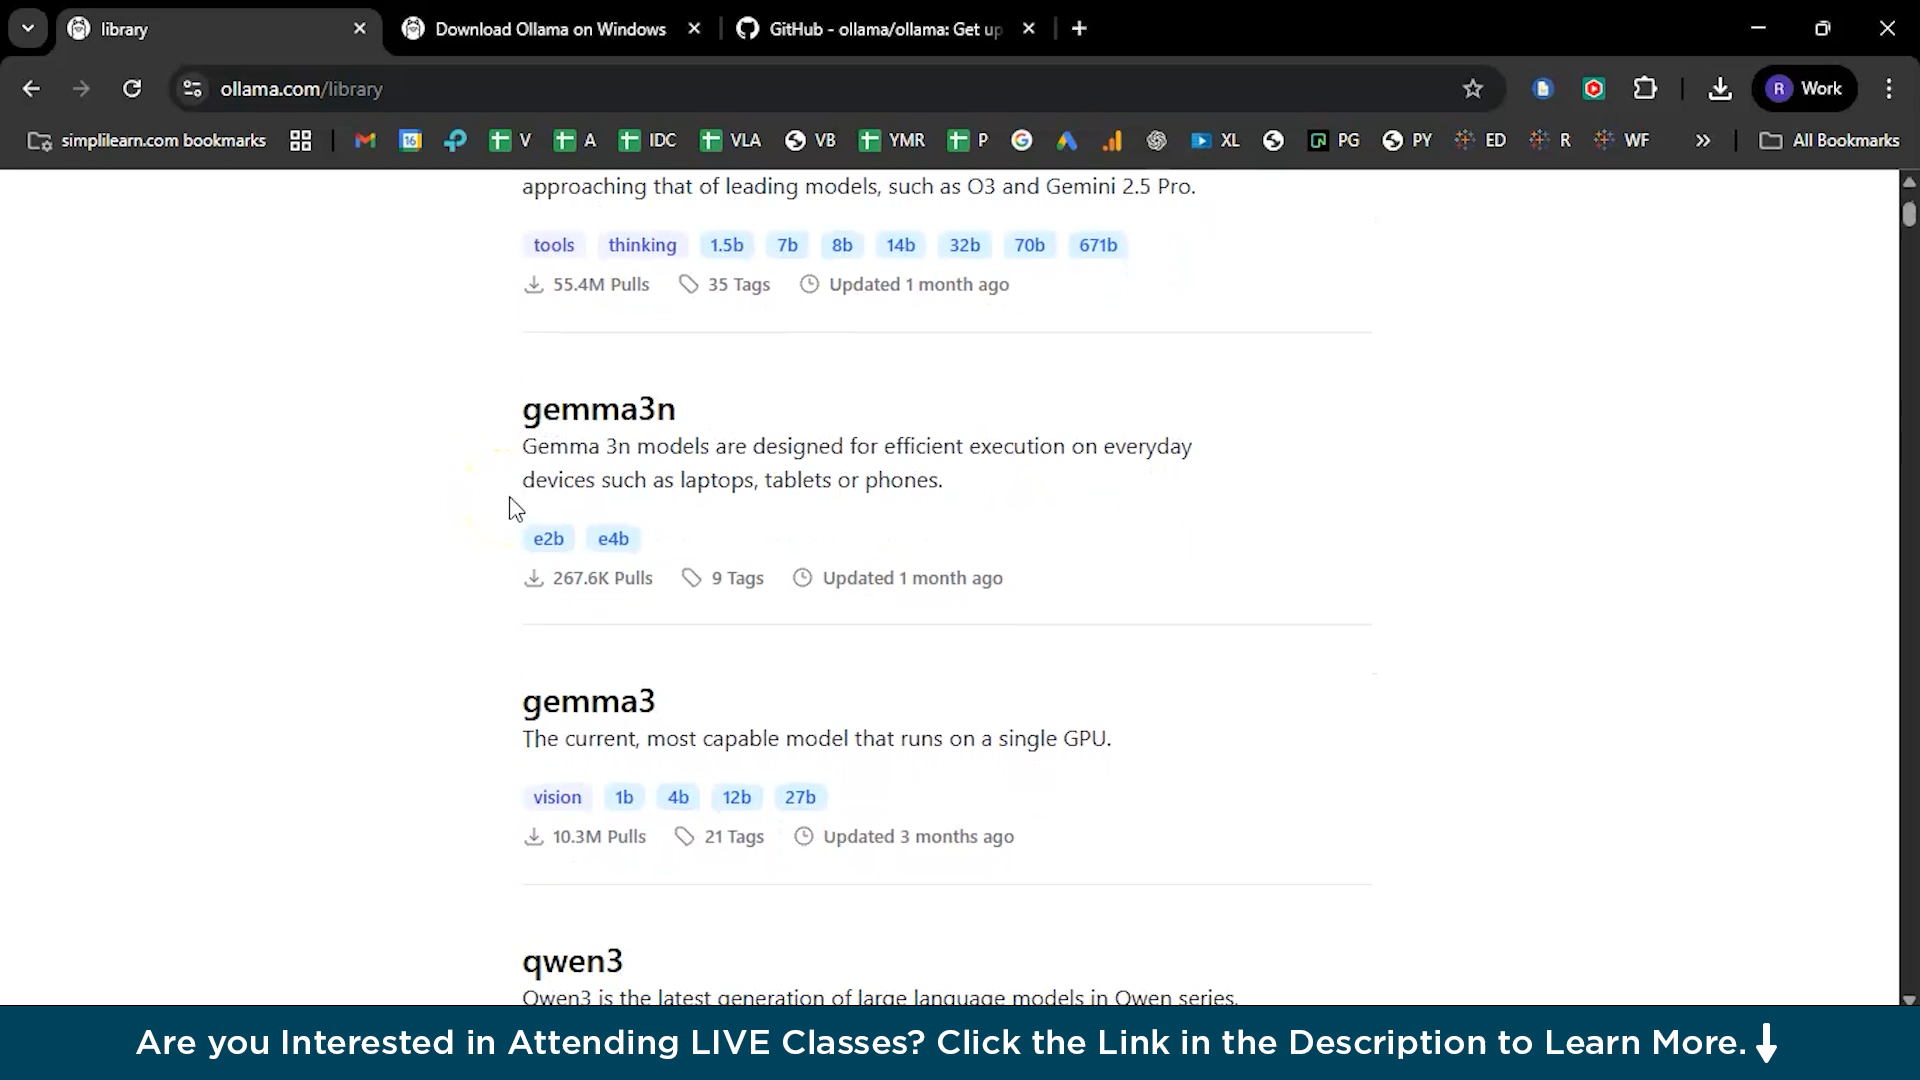 library
Download Ollama on Windows
GitHub - ollama/ollama: Get up
ollama.com/library
R Work
simplilearn.com bookmarks
V
A
IDC
VLA
VB
YMR
P
XL
PG
PY
ED
R
WF
All Bookmarks
approaching that of leading models, such as O3 and Gemini 2.5 Pro.
tools thinking 1.5b 7b 8b 14b 32b 70b 671b
55.4M Pulls 35 Tags Updated 1 month ago
gemma3n
Gemma 3n models are designed for efficient execution on everyday
devices such as laptops, tablets or phones.
e2b e4b
267.6K Pulls 9 Tags Updated 1 month ago
gemma3
The current, most capable model that runs on a single GPU.
vision 1b 4b 12b 27b
10.3M Pulls 21 Tags Updated 3 months ago
qwen3
Qwen3 is the latest generation of large language models in Qwen series,
Are you Interested in Attending LIVE Classes? Click the Link in the Description to Learn More.